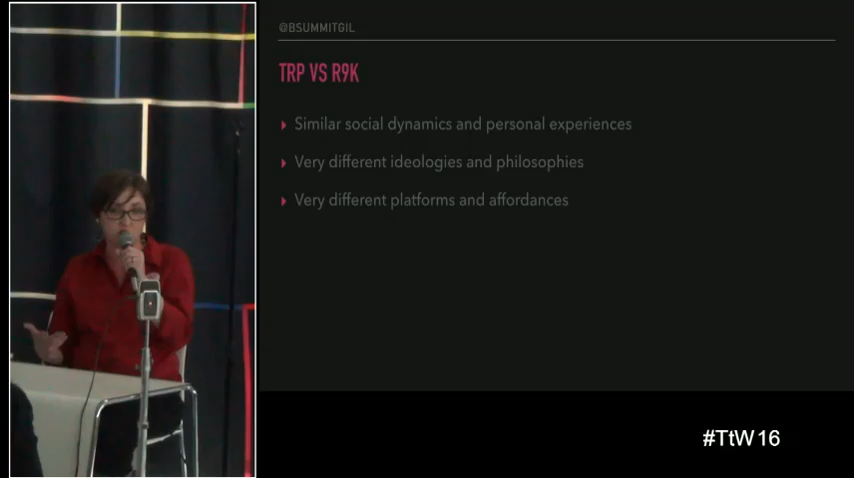 @BSUMMITGIL
TRP VS R9K
Similar social dynamics and personal experiences
Very different ideologies and philosophies
Very different platforms and affordances
#TtW16